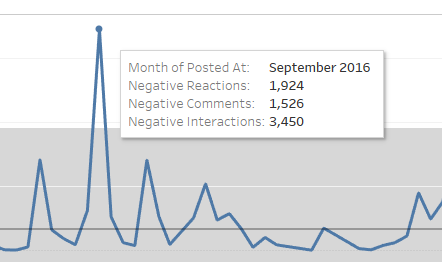 Month of Posted At: September 2016
Negative Reactions: 1,924
Negative Comments: 1,526
Negative Interactions: 3,450